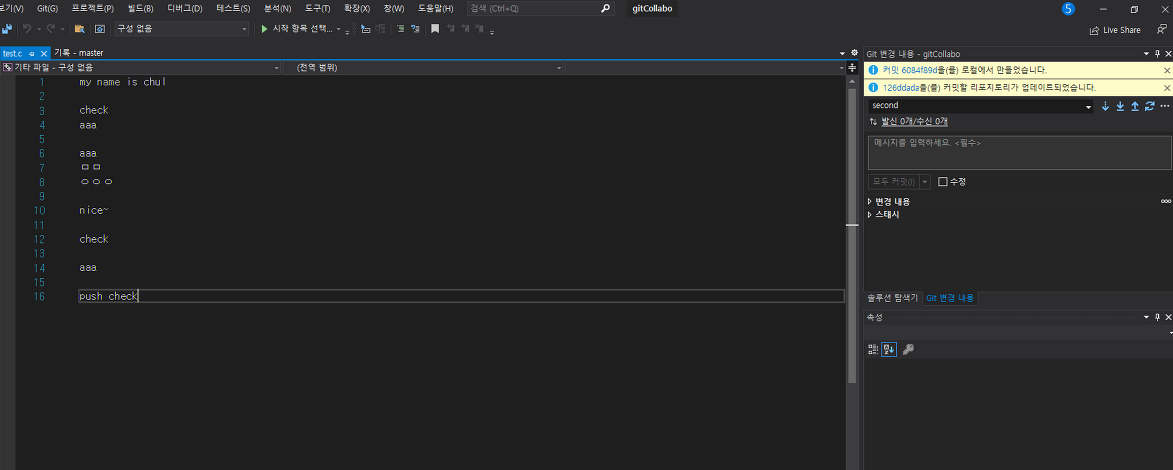 보기(V) Git(G) 프로젝트(P) 빌드(B) 디버그(D) 테스트(S) 분석(N) 도구(T) 확장(X) 창(W) 도움말(H) 검색 (Ctrl+Q) gitCollabo 5
구성 없음 시작 항목 선택... Live Share
test.c 기록 - master
기타 파일 - 구성 없음 (전역 범위)
1 my name is chul
2
3 check
4 aaa
5
6 aaa
7 ㅁㅁ
8 ㅇㅇㅇ
9
10 nice~
11
12 check
13
14 aaa
15
16 push check
Git 변경 내용 - gitCollabo
커밋 6084f89d을(를) 로컬에서 만들었습니다.
126ddada을(를) 커밋할 리포지토리가 업데이트되었습니다.
second
발신 0개/수신 0개
메시지를 입력하세요. <필수>
모두 커밋(I) 수정
변경 내용
스태시
솔루션 탐색기 Git 변경 내용
속성